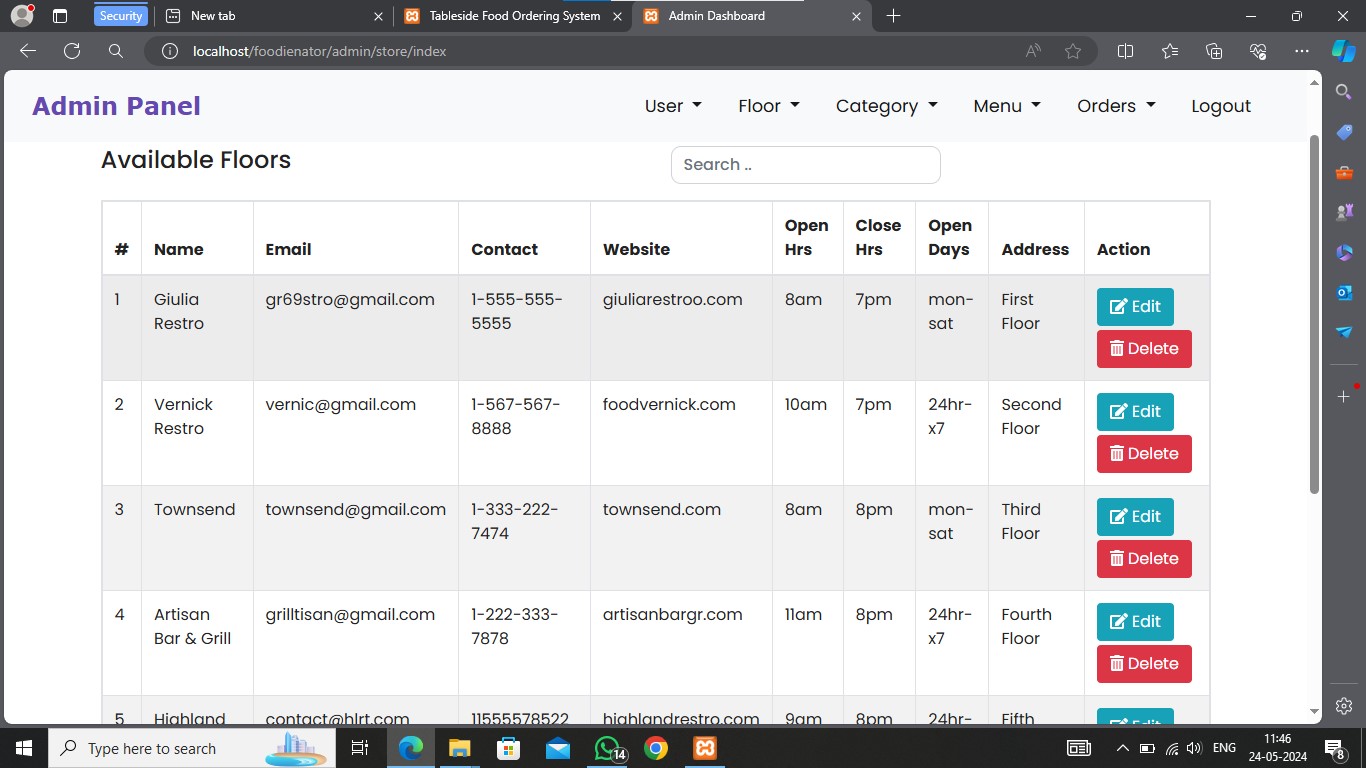 Security
New tab
Tableside Food Ordering System
Admin Dashboard
localhost/foodienator/admin/store/index
Admin Panel
User Floor Category Menu Orders Logout
Available Floors
Search ..
# Name Email Contact Website Open Hrs Close Hrs Open Days Address Action
1 Giulia Restro gr69stro@gmail.com 1-555-555-5555 giuliarestroo.com 8am 7pm mon-sat First Floor Edit Delete
2 Vernick Restro vernic@gmail.com 1-567-567-8888 foodvernick.com 10am 7pm 24hr-x7 Second Floor Edit Delete
3 Townsend townsend@gmail.com 1-333-222-7474 townsend.com 8am 8pm mon-sat Third Floor Edit Delete
4 Artisan Bar & Grill grilltisan@gmail.com 1-222-333-7878 artisanbargr.com 11am 8pm 24hr-x7 Fourth Floor Edit Delete
5 Highland contact@hlrt.com 11555578522 highlandrestro.com 9am 8pm 24hr- Fifth Edit
Type here to search
14
ENG
11:46
24-05-2024
8